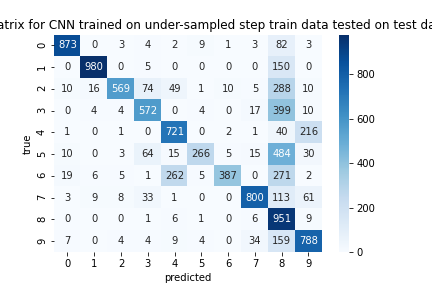 atrix for CNN trained on under-sampled step train data tested on test da
0 873 0 3 4 2 9 1 3 82 3
1 0 980 0 5 0 0 0 0 150 0
2 10 16 569 74 49 1 10 5 288 10
3 0 4 4 572 0 4 0 17 399 10
4 1 0 1 0 721 0 2 1 40 216
5 10 0 3 64 15 266 5 15 484 30
6 19 6 5 1 262 5 387 0 271 2
7 3 9 8 33 1 0 0 800 113 61
8 0 0 0 1 6 1 0 6 951 9
9 7 0 4 4 9 4 0 34 159 788
0 1 2 3 4 5 6 7 8 9
predicted
true
800
600
400
200
0